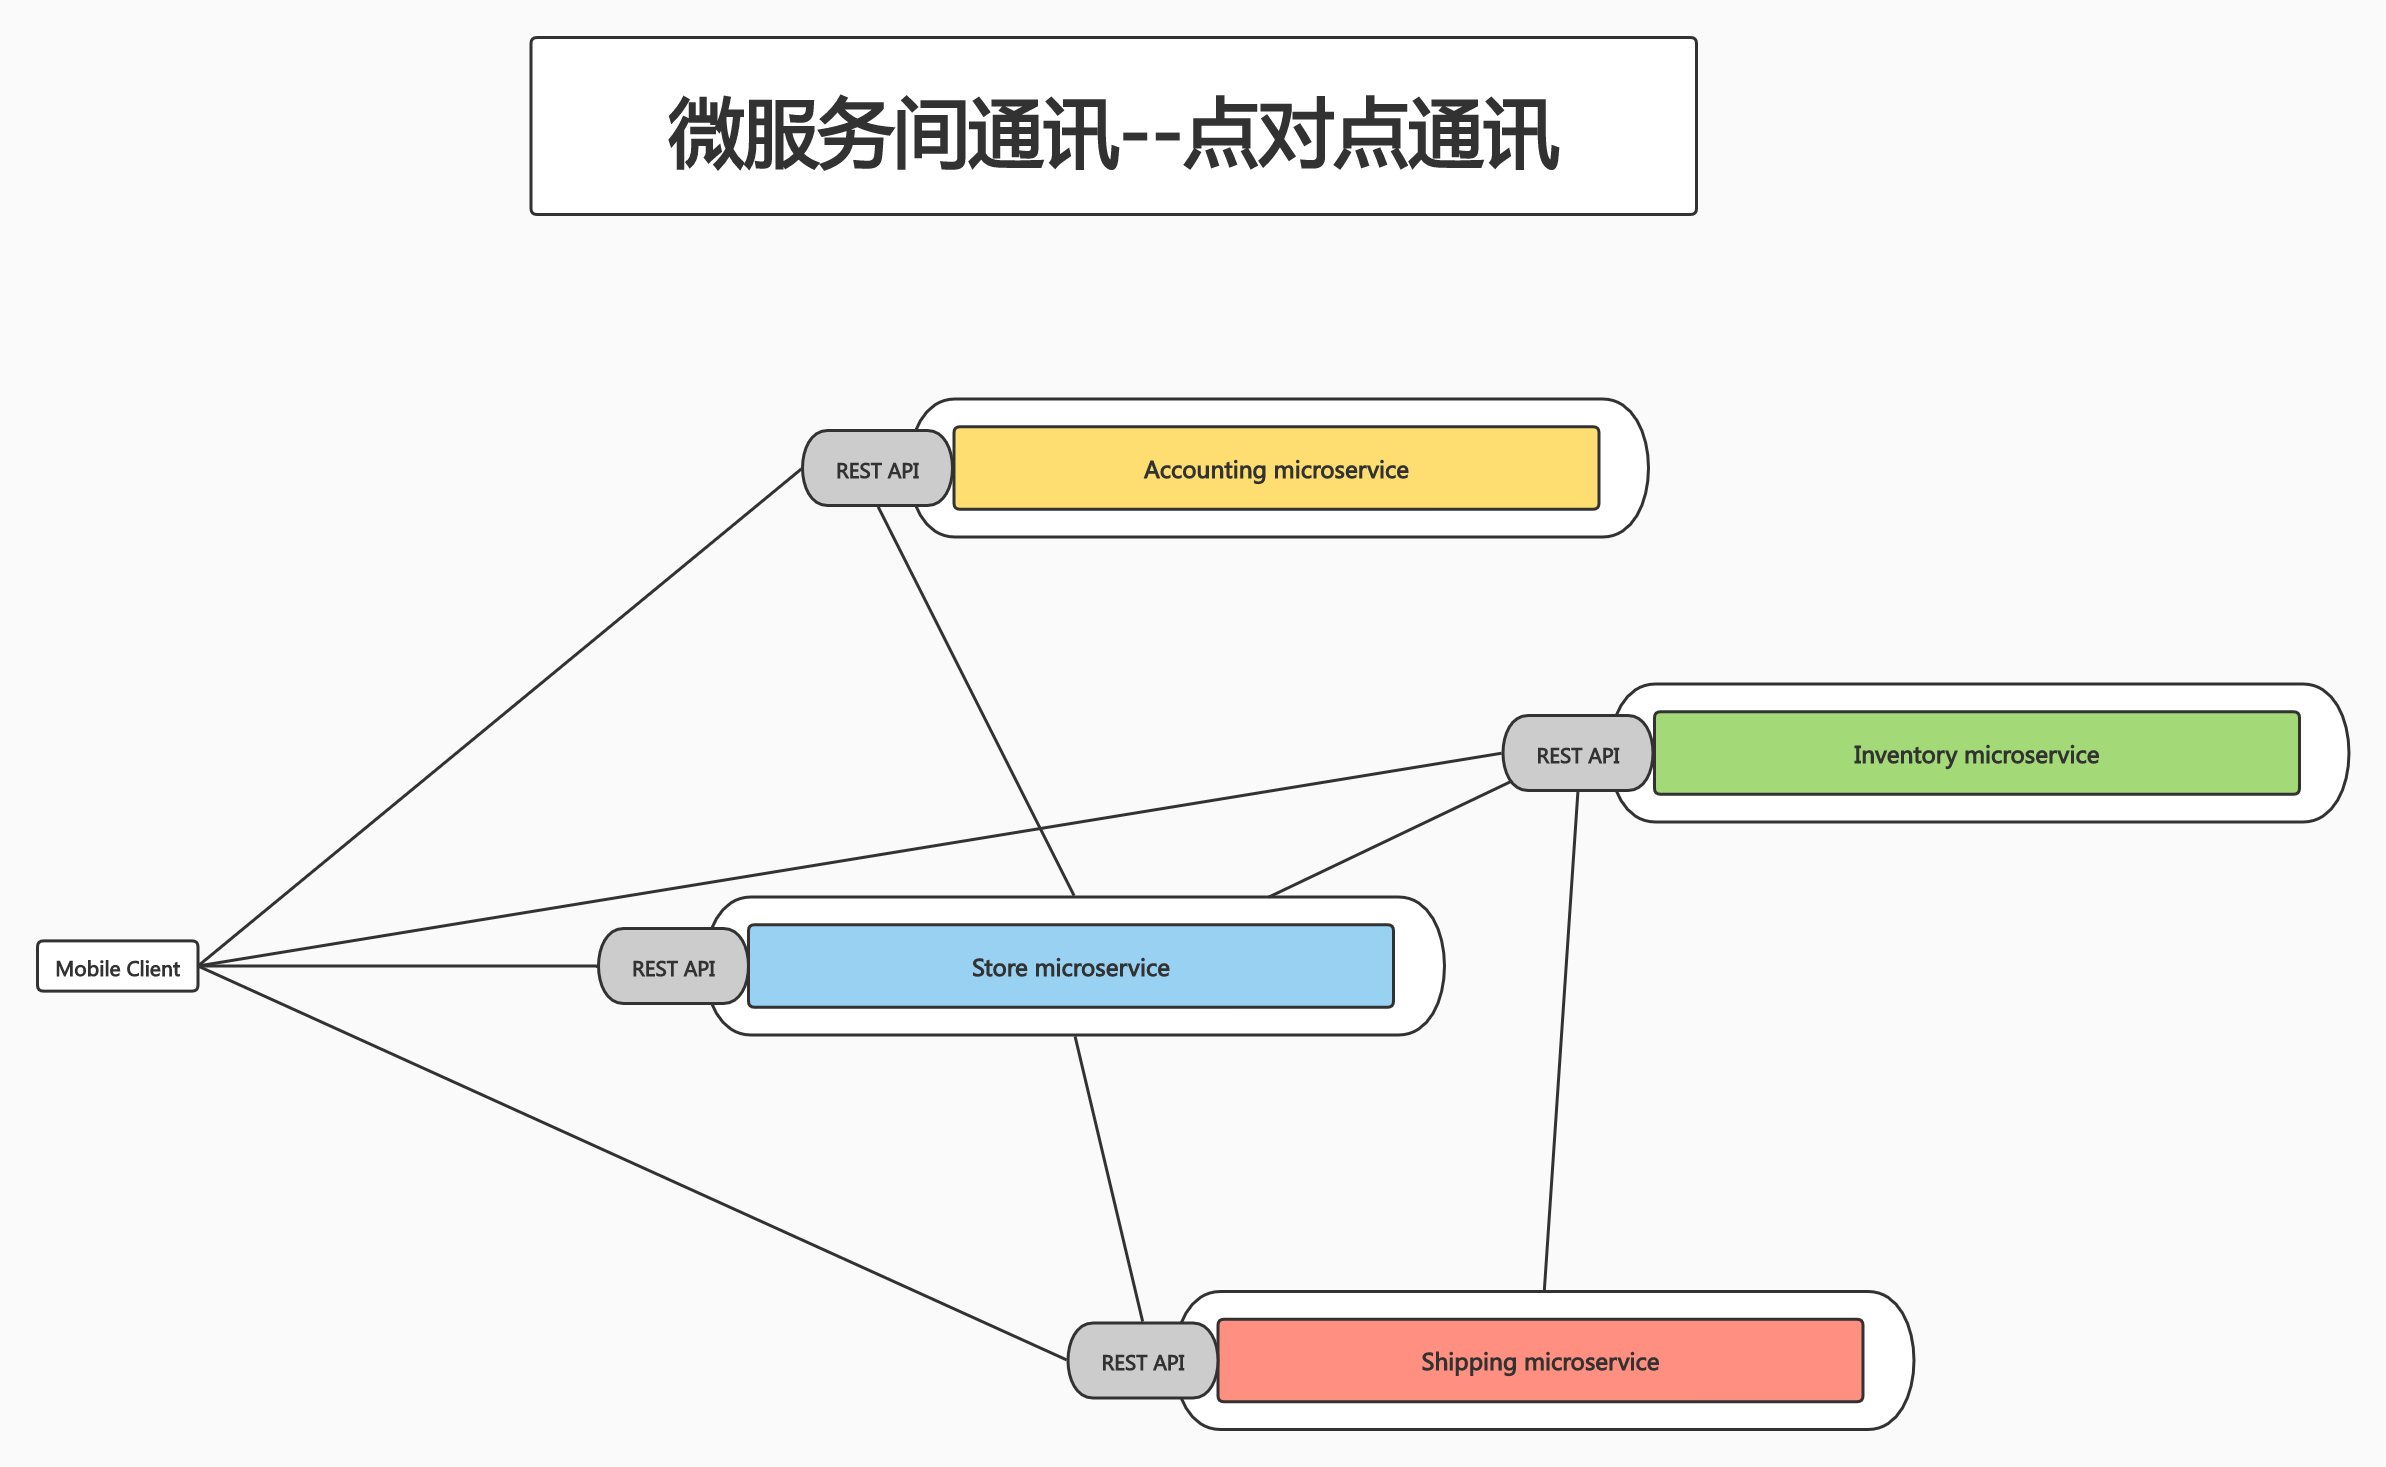 微服务间通讯--点对点通讯
REST API
Accounting microservice
REST API
Inventory microservice
Mobile Client
REST API
Store microservice
REST API
Shipping microservice